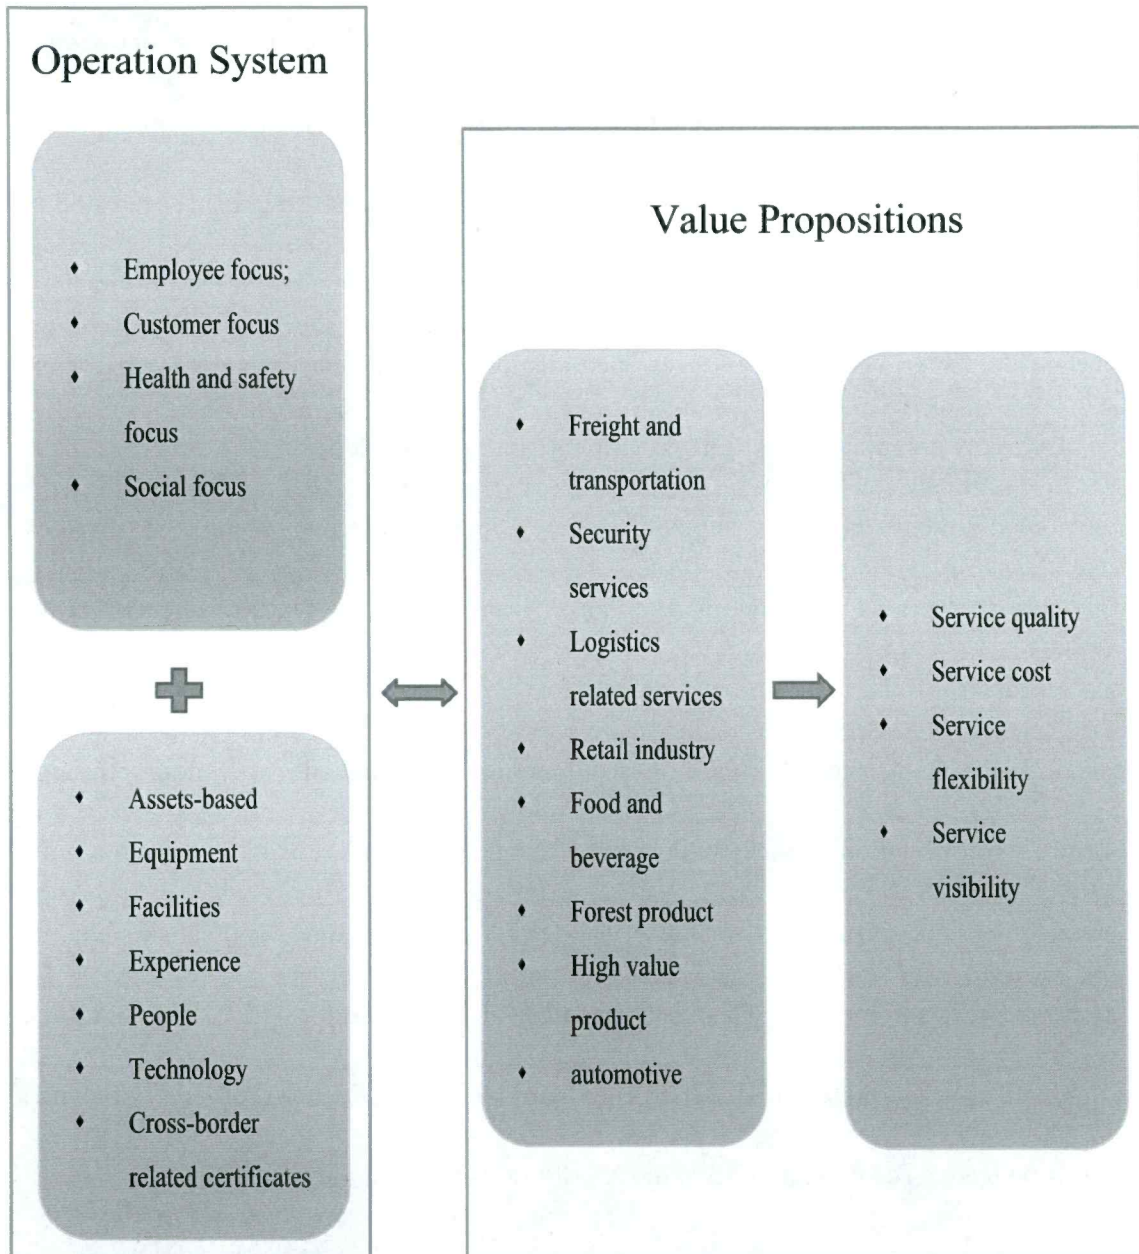 Operation System
♦ Employee focus;
♦ Customer focus
♦ Health and safety
focus
♦ Social focus
♦ Assets-based
♦ Equipment
♦ Facilities
♦ Experience
♦ People
♦ Technology
♦ Cross-border
related certificates
Value Propositions
♦ Freight and
transportation
♦ Security
services
♦ Logistics
related services
♦ Retail industry
♦ Food and
beverage
♦ Forest product
♦ High value
product
♦ automotive
♦ Service quality
♦ Service cost
♦ Service
flexibility
♦ Service
visibility